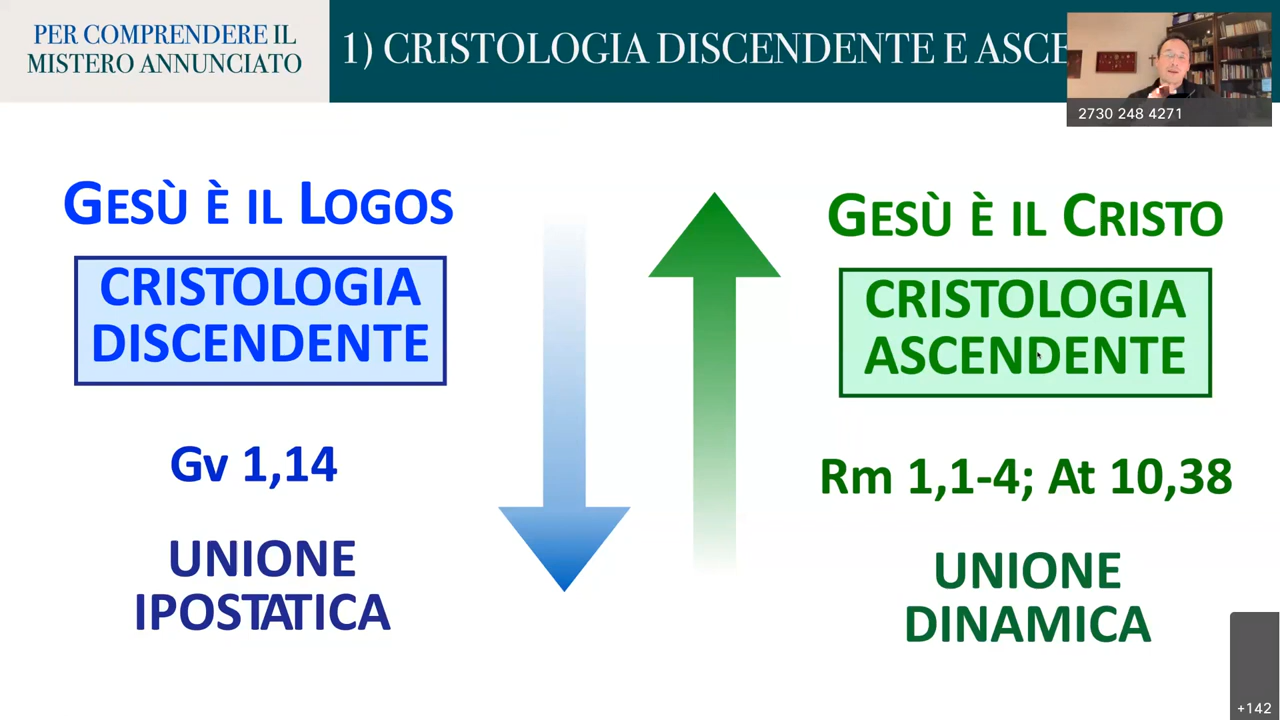 PER COMPRENDERE IL
MISTERO ANNUNCIATO
1) CRISTOLOGIA DISCENDENTE E ASCE
2730 248 4271
GESÙ È IL LOGOS
CRISTOLOGIA
DISCENDENTE
Gv 1,14
UNIONE
IPOSTATICA
GESÙ È IL CRISTO
CRISTOLOGIA
ASCENDENTE
Rm 1,1-4; At 10,38
UNIONE
DINAMICA
+142